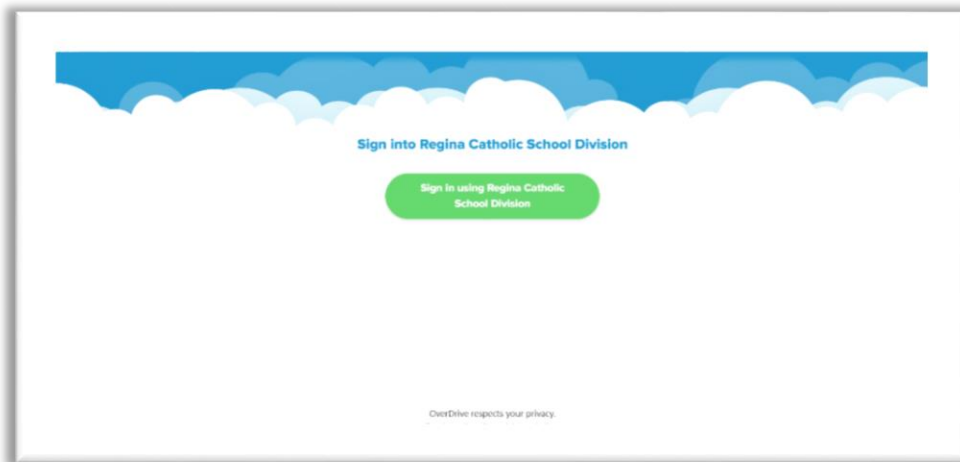 Sign into Regina Catholic School Division
Sign in using Regina Catholic
School Division
OverDrive respects your privacy.